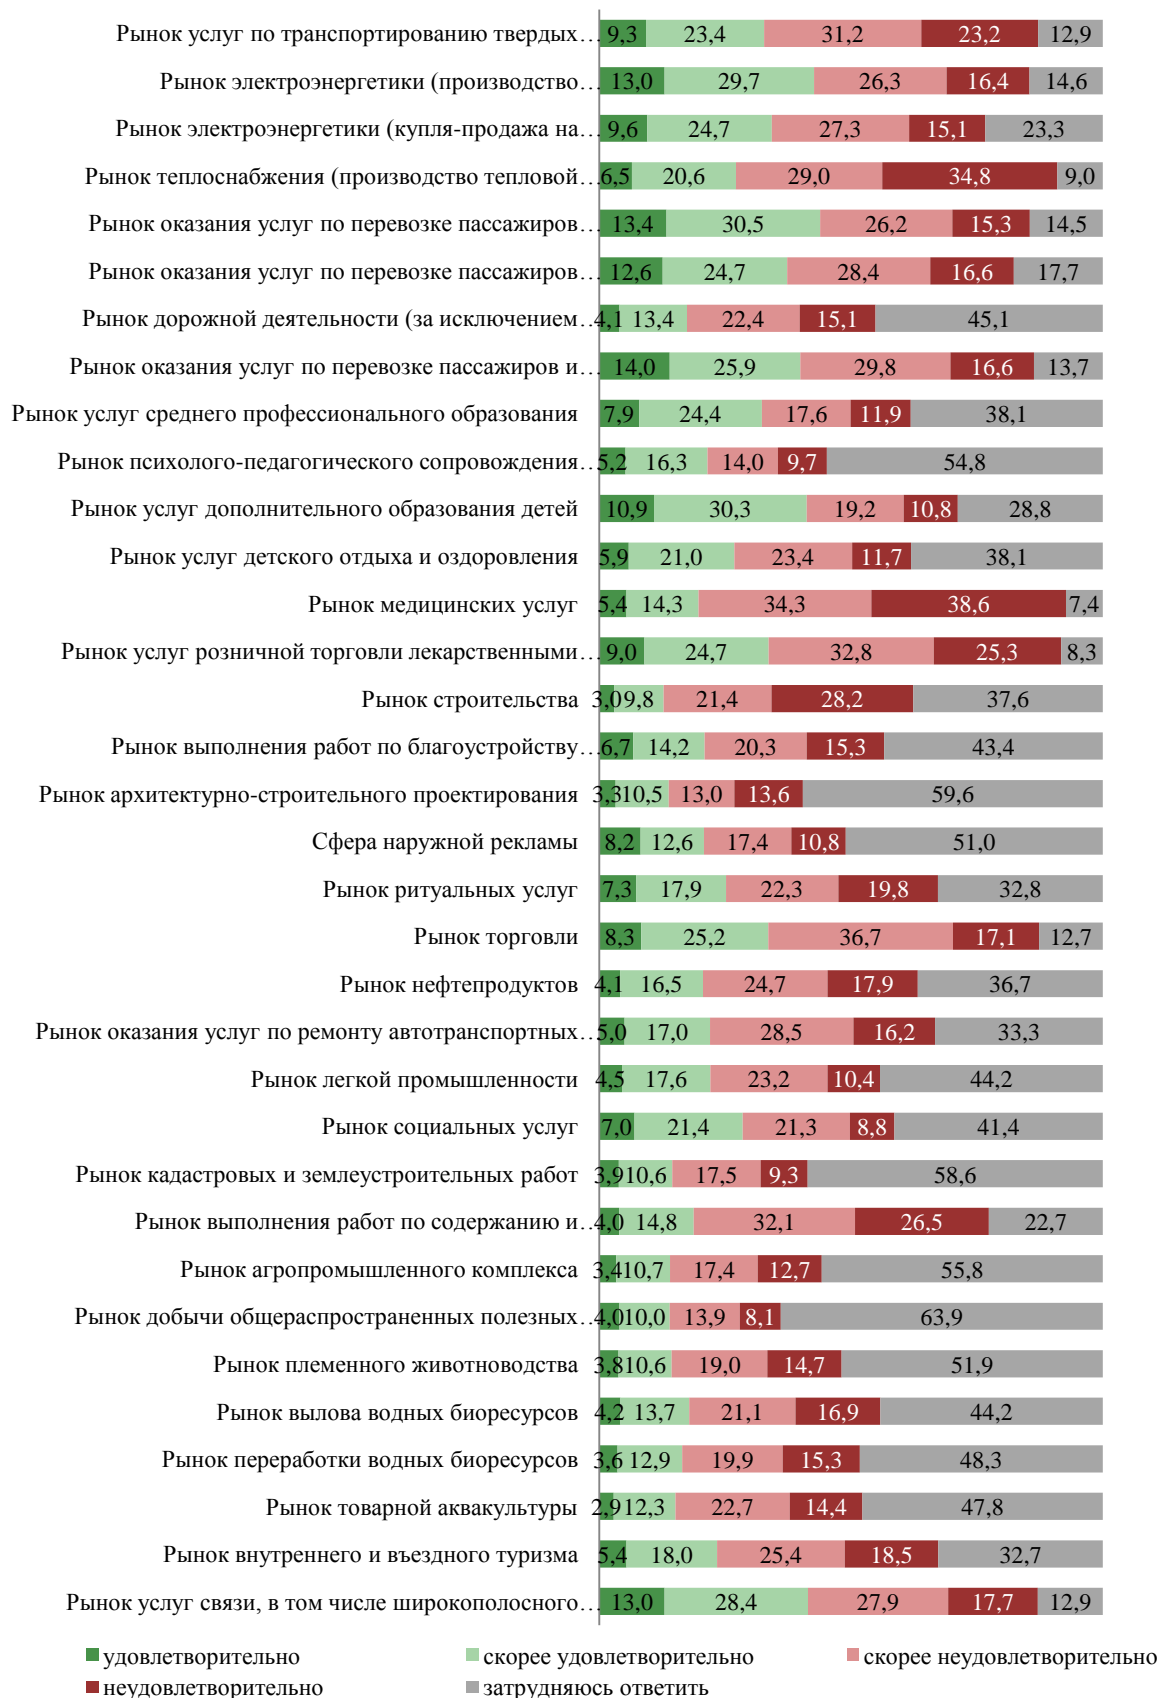 Рынок услуг по транспортированию твердых… 9,3 23,4 31,2 23,2 12,9
Рынок электроэнергетики (производство… 13,0 29,7 26,3 16,4 14,6
Рынок электроэнергетики (купля-продажа на… 9,6 24,7 27,3 15,1 23,3
Рынок теплоснабжения (производство тепловой… 6,5 20,6 29,0 34,8 9,0
Рынок оказания услуг по перевозке пассажиров… 13,4 30,5 26,2 15,3 14,5
Рынок оказания услуг по перевозке пассажиров… 12,6 24,7 28,4 16,6 17,7
Рынок дорожной деятельности (за исключением… 4,1 13,4 22,4 15,1 45,1
Рынок оказания услуг по перевозке пассажиров и… 14,0 25,9 29,8 16,6 13,7
Рынок услуг среднего профессионального образования 7,9 24,4 17,6 11,9 38,1
Рынок психолого-педагогического сопровождения… 5,2 16,3 14,0 9,7 54,8
Рынок услуг дополнительного образования детей 10,9 30,3 19,2 10,8 28,8
Рынок услуг детского отдыха и оздоровления 5,9 21,0 23,4 11,7 38,1
Рынок медицинских услуг 5,4 14,3 34,3 38,6 7,4
Рынок услуг розничной торговли лекарственными… 9,0 24,7 32,8 25,3 8,3
Рынок строительства 3,0 9,8 21,4 28,2 37,6
Рынок выполнения работ по благоустройству… 6,7 14,2 20,3 15,3 43,4
Рынок архитектурно-строительного проектирования 3,3 10,5 13,0 13,6 59,6
Сфера наружной рекламы 8,2 12,6 17,4 10,8 51,0
Рынок ритуальных услуг 7,3 17,9 22,3 19,8 32,8
Рынок торговли 8,3 25,2 36,7 17,1 12,7
Рынок нефтепродуктов 4,1 16,5 24,7 17,9 36,7
Рынок оказания услуг по ремонту автотранспортных… 5,0 17,0 28,5 16,2 33,3
Рынок легкой промышленности 4,5 17,6 23,2 10,4 44,2
Рынок социальных услуг 7,0 21,4 21,3 8,8 41,4
Рынок кадастровых и землеустроительных работ 3,9 10,6 17,5 9,3 58,6
Рынок выполнения работ по содержанию и… 4,0 14,8 32,1 26,5 22,7
Рынок агропромышленного комплекса 3,4 10,7 17,4 12,7 55,8
Рынок добычи общераспространенных полезных… 4,0 10,0 13,9 8,1 63,9
Рынок племенного животноводства 3,8 10,6 19,0 14,7 51,9
Рынок вылова водных биоресурсов 4,2 13,7 21,1 16,9 44,2
Рынок переработки водных биоресурсов 3,6 12,9 19,9 15,3 48,3
Рынок товарной аквакультуры 2,9 12,3 22,7 14,4 47,8
Рынок внутреннего и въездного туризма 5,4 18,0 25,4 18,5 32,7
Рынок услуг связи, в том числе широкополосного… 13,0 28,4 27,9 17,7 12,9
удовлетворительно скорее удовлетворительно скорее неудовлетворительно
неудовлетворительно затрудняюсь ответить